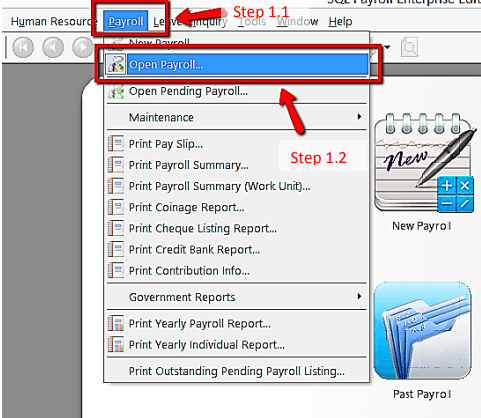 SQL Payroll Enterprise Edit
Human Resource Payroll Leave Inquiry Tools Window Help
Step 1.1
New Payroll
Open Payroll...
Open Pending Payroll...
Maintenance
Step 1.2
Print Pay Slip...
Print Payroll Summary...
Print Payroll Summary (Work Unit)...
Print Coinage Report...
Print Cheque Listing Report...
Print Credit Bank Report...
Print Contribution Info...
Government Reports
Print Yearly Payroll Report...
Print Yearly Individual Report...
Print Outstanding Pending Payroll Listing...
New
New Payroll
Past Payroll